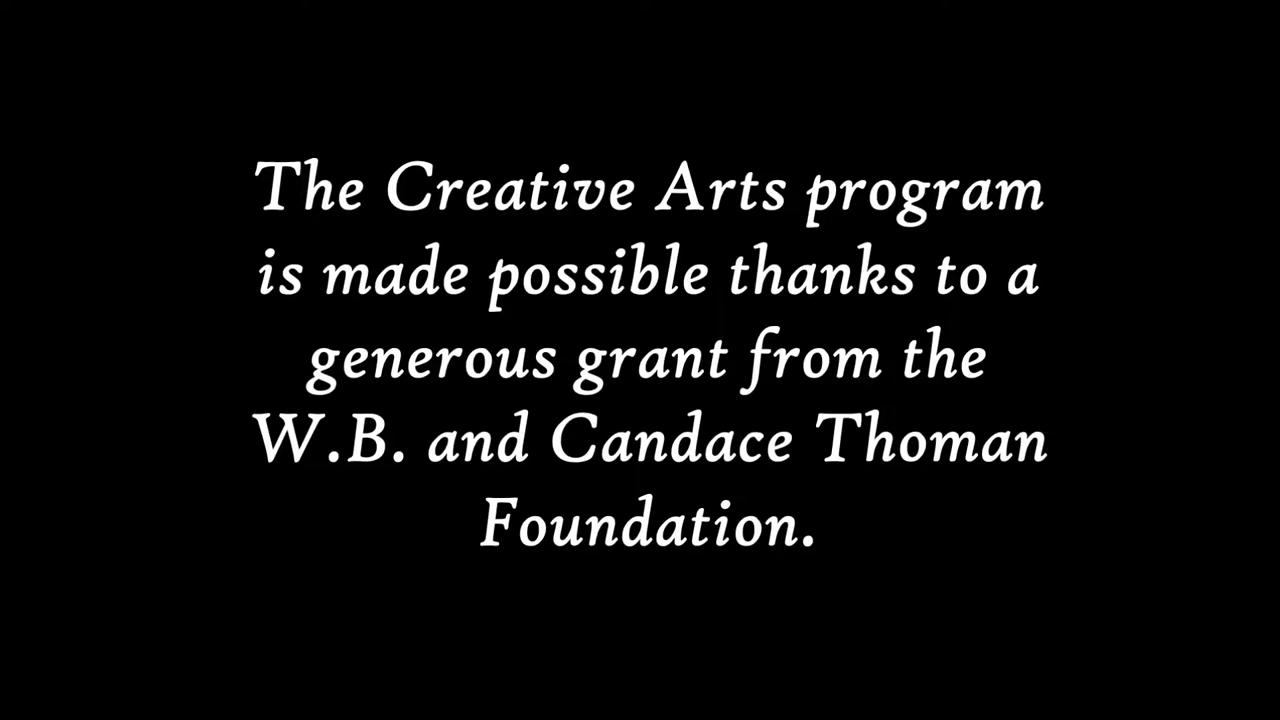 The Creative Arts program
is made possible thanks to a
generous grant from the
W.B. and Candace Thoman
Foundation.